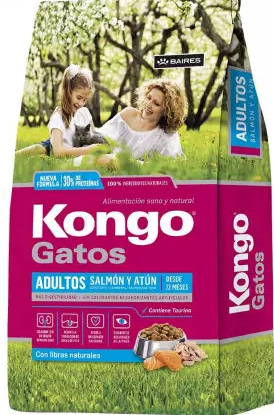 BAIRES
NUEVA FÓRMULA
30% DE PROTEÍNAS
100% INGREDIENTES NATURALES
Alimentación sana y natural
Kongo
Gatos
ADULTOS
SALMÓN Y ATÚN
DESDE
12 MESES
Contiene Taurina
Con fibras naturales
ADULTOS
SALMÓN Y ATÚN
Kongo
Gatos